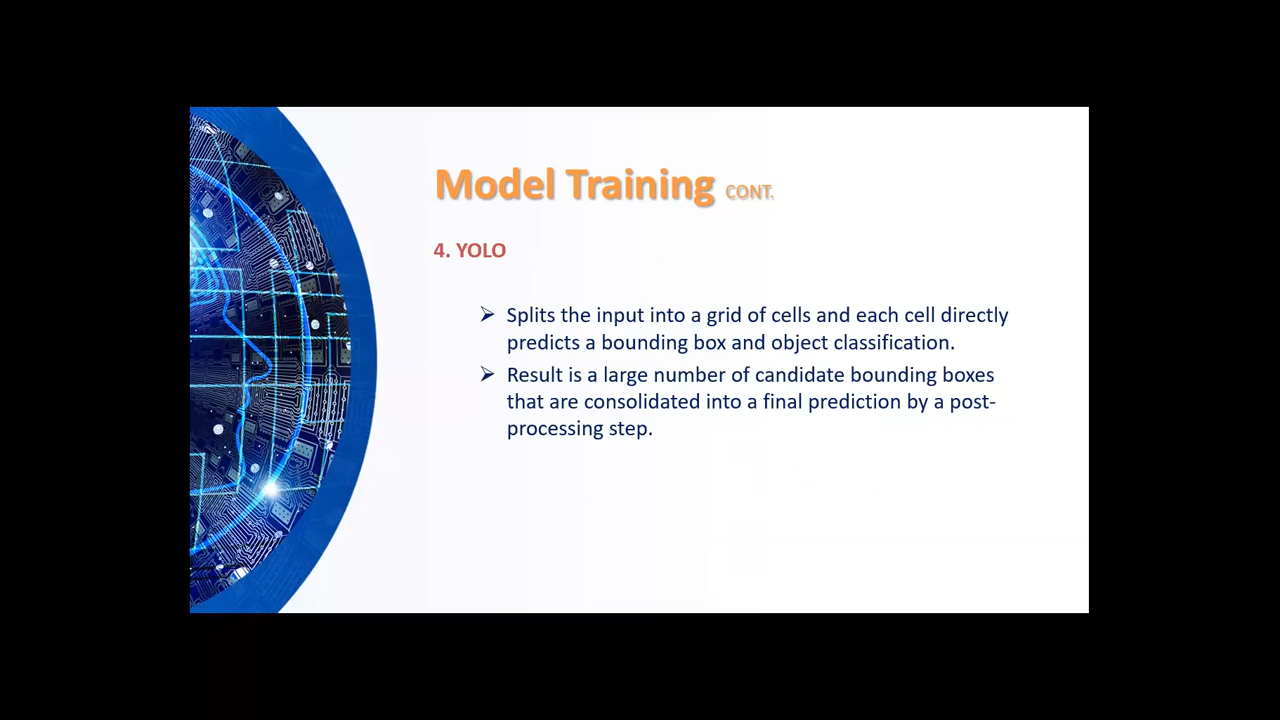 Model Training CONT.
4. YOLO
➢ Splits the input into a grid of cells and each cell directly
predicts a bounding box and object classification.
➢ Result is a large number of candidate bounding boxes
that are consolidated into a final prediction by a post-
processing step.